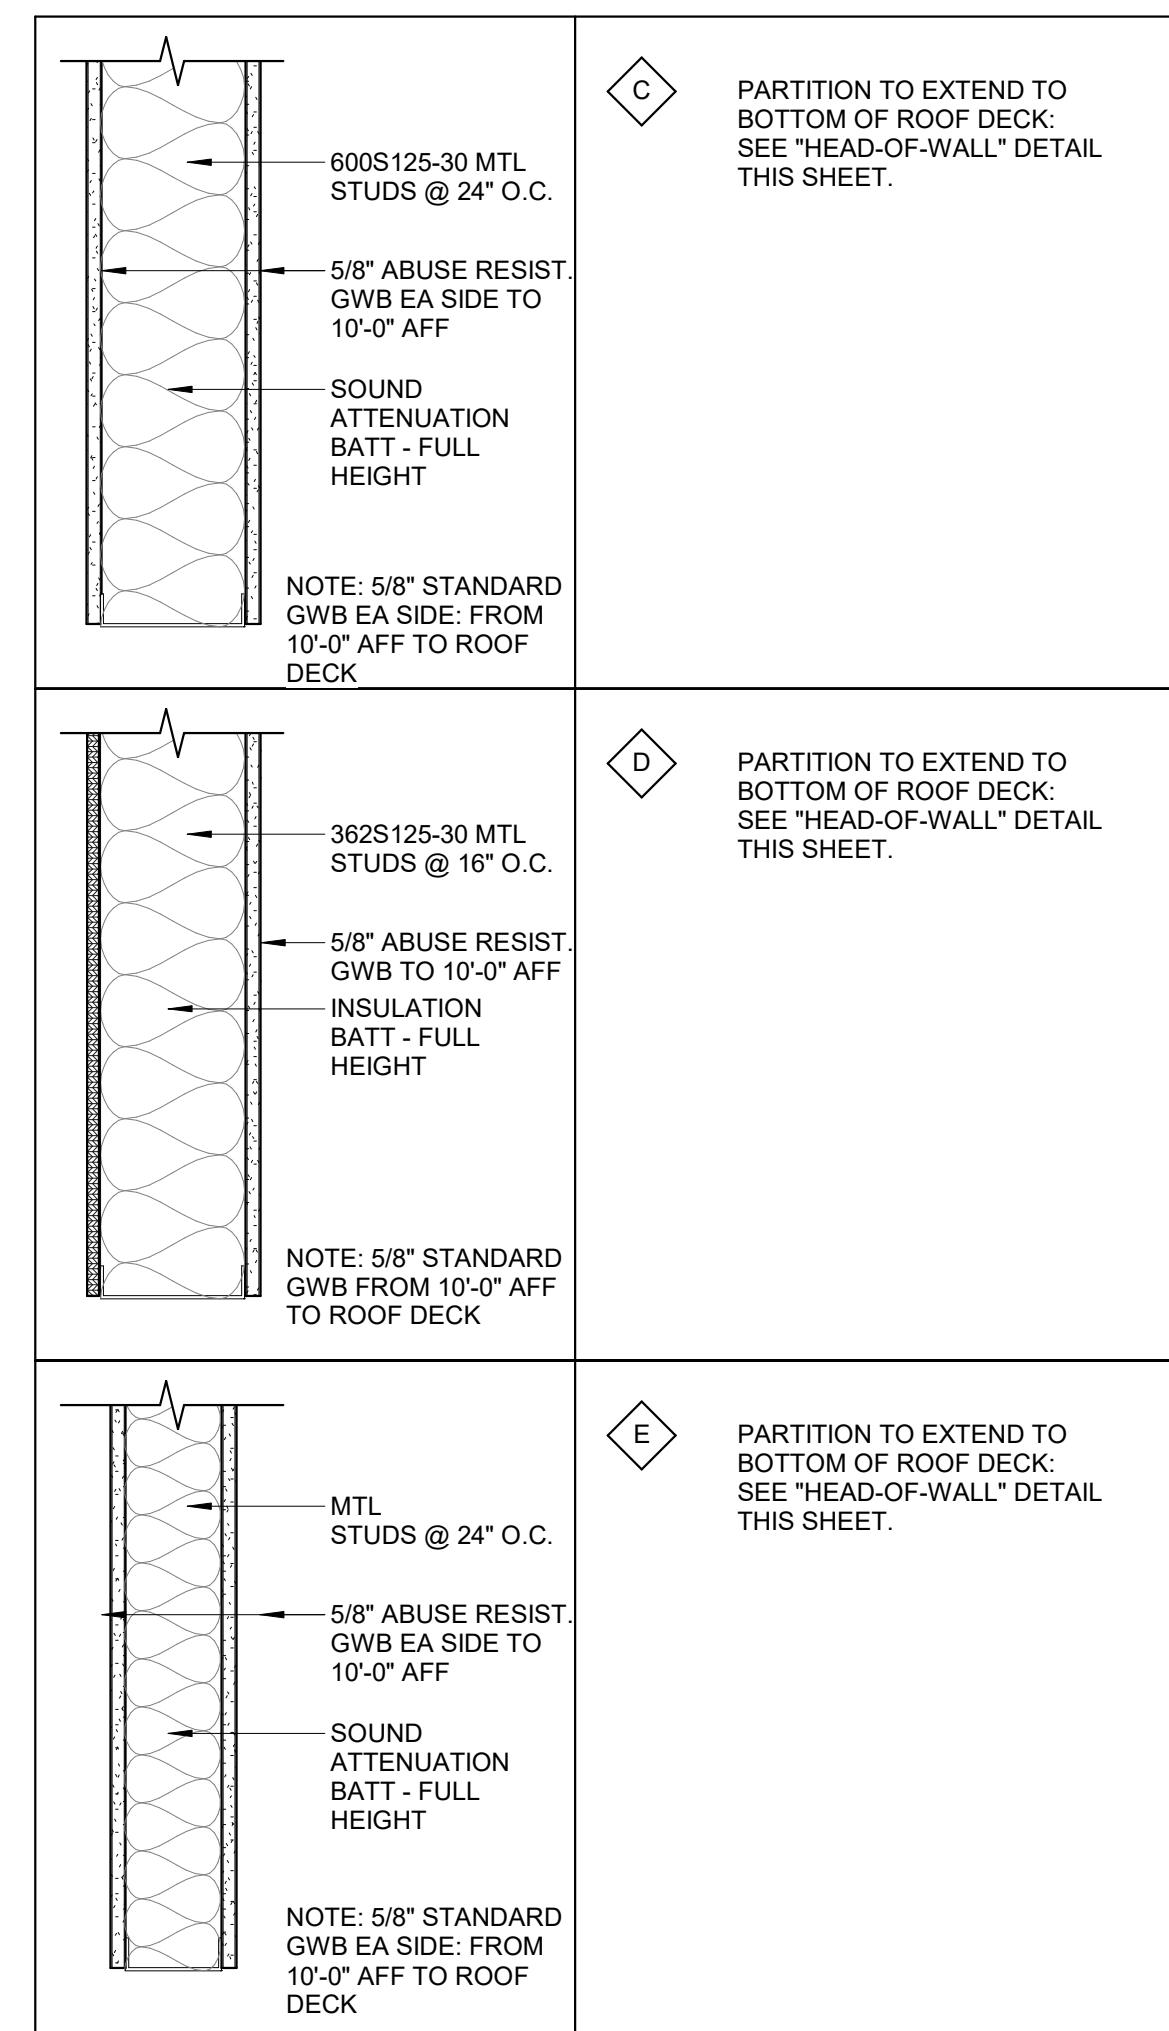 600S125-30 MTL
STUDS @ 24" O.C.
5/8" ABUSE RESIST.
GWB EA SIDE TO
10'-0" AFF
SOUND
ATTENUATION
BATT - FULL
HEIGHT
NOTE: 5/8" STANDARD
GWB EA SIDE: FROM
10'-0" AFF TO ROOF
DECK
C
PARTITION TO EXTEND TO
BOTTOM OF ROOF DECK:
SEE "HEAD-OF-WALL" DETAIL
THIS SHEET.
362S125-30 MTL
STUDS @ 16" O.C.
5/8" ABUSE RESIST.
GWB TO 10'-0" AFF
INSULATION
BATT - FULL
HEIGHT
NOTE: 5/8" STANDARD
GWB FROM 10'-0" AFF
TO ROOF DECK
D
PARTITION TO EXTEND TO
BOTTOM OF ROOF DECK:
SEE "HEAD-OF-WALL" DETAIL
THIS SHEET.
MTL
STUDS @ 24" O.C.
5/8" ABUSE RESIST.
GWB EA SIDE TO
10'-0" AFF
SOUND
ATTENUATION
BATT - FULL
HEIGHT
NOTE: 5/8" STANDARD
GWB EA SIDE: FROM
10'-0" AFF TO ROOF
DECK
E
PARTITION TO EXTEND TO
BOTTOM OF ROOF DECK:
SEE "HEAD-OF-WALL" DETAIL
THIS SHEET.